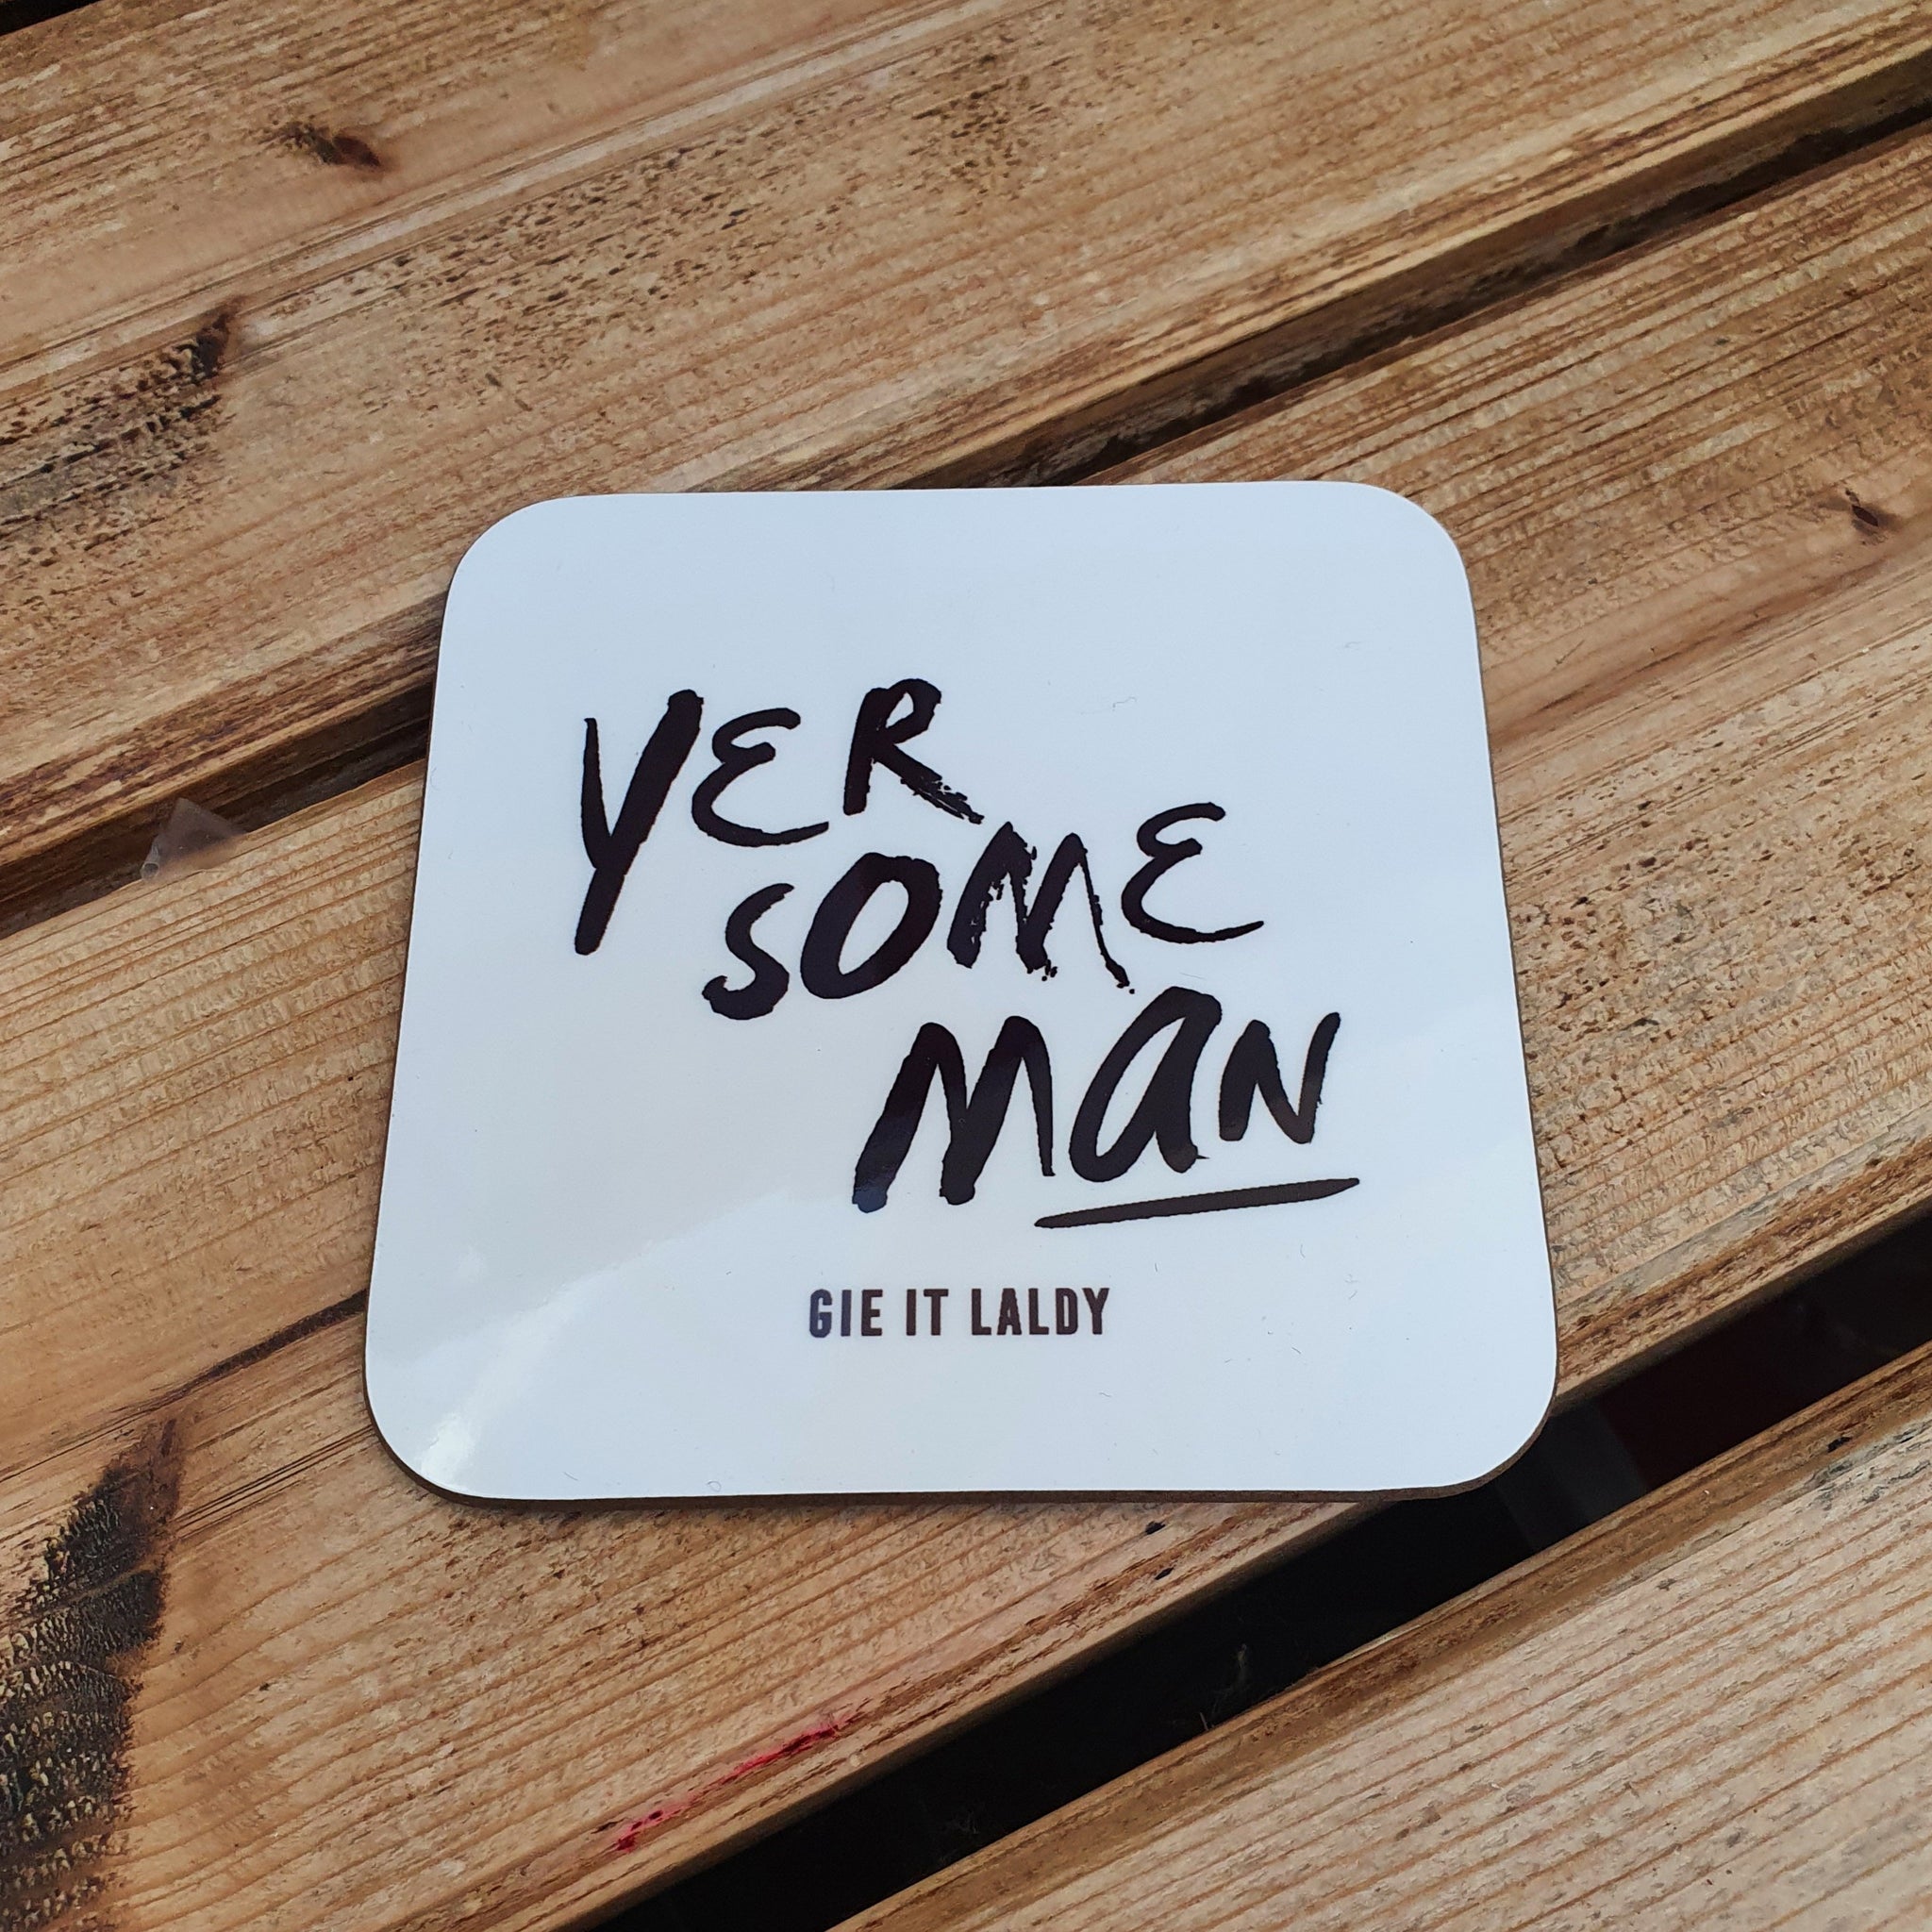 YER
SOME
MAN
GIE IT LALDY